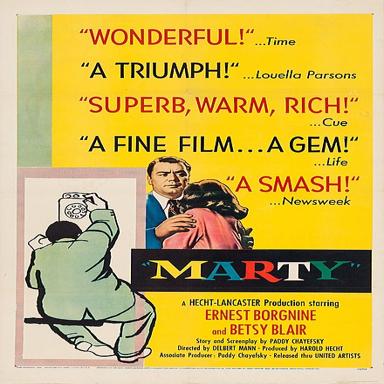 "WONDERFUL!"...Time
"A TRIUMPH!"...Louella Parsons
"SUPERB, WARM, RICH!"
...Cue
"A FINE FILM...A GEM!"
...Life
"A SMASH!"
...Newsweek
"MARTY"
A HECHT-LANCASTER Production starring
ERNEST BORGNINE
and BETSY BLAIR
Story and Screenplay by PADDY CHAYEFSKY
Directed by DELBERT MANN - Produced by HAROLD HECHT
Associate Producer: Paddy Chayefsky - Released thru UNITED ARTISTS